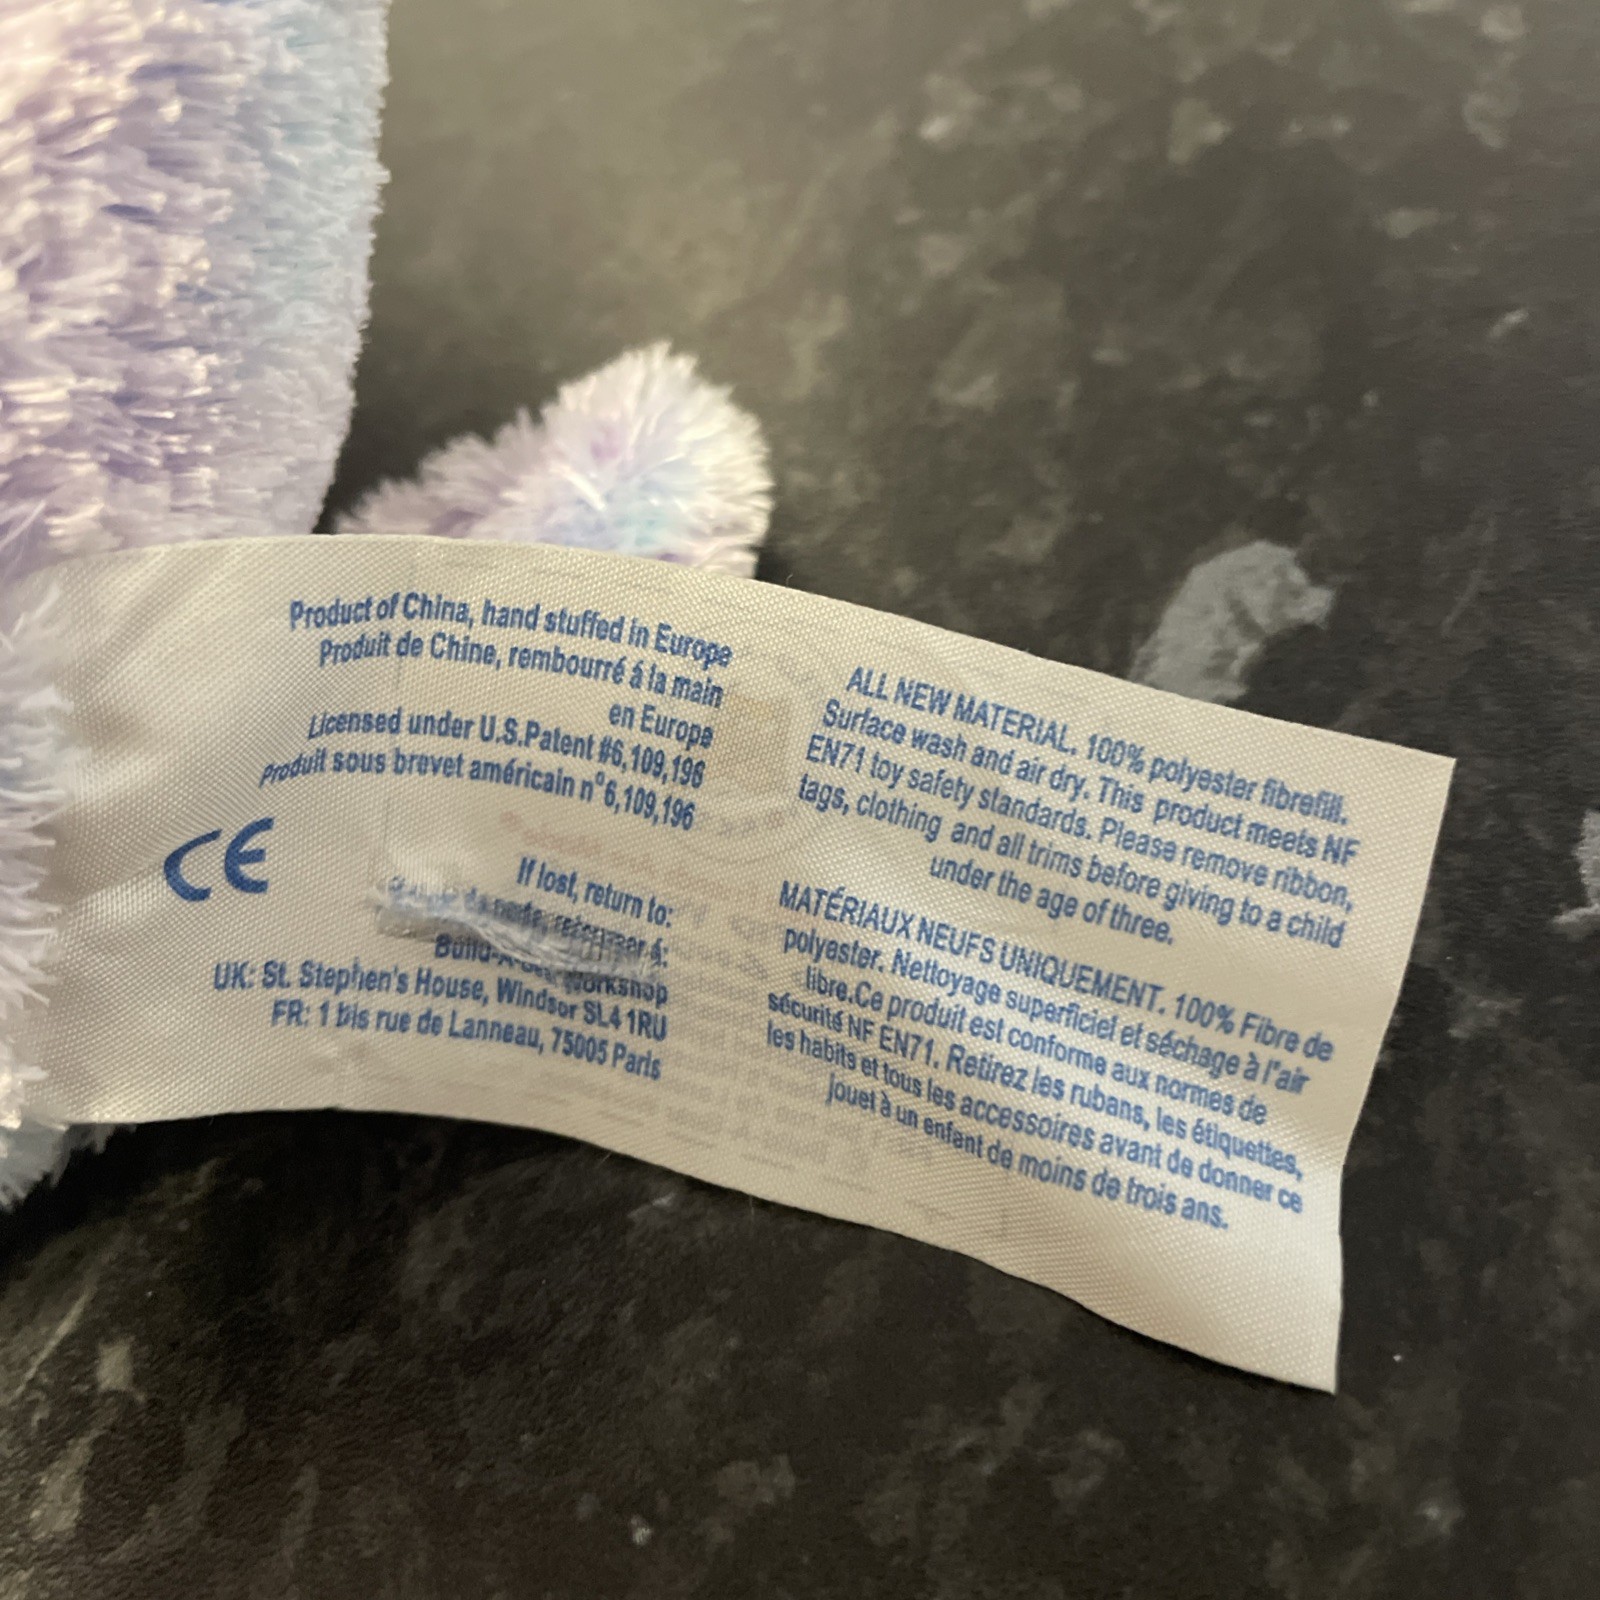 Product of China, hand stuffed in Europe
Produit de Chine, rembourré á la main
en Europe
Licensed under U.S.Patent #6,109,196
Produit sous brevet américain n°6,109,196
CE
If lost, return to:
de perte, retourner á:
Build-A-Bear Workshop
UK: St. Stephen's House, Windsor SL4 1RU
FR: 1 bis rue de Lanneau, 75005 Paris
ALL NEW MATERIAL. 100% polyester fibrefill.
Surface wash and air dry. This product meets NF
EN71 toy safety standards. Please remove ribbon,
tags, clothing and all trims before giving to a child
under the age of three.
MATÉRIAUX NEUFS UNIQUEMENT. 100% Fibre de
polyester. Nettoyage superficiel et séchage à l'air
libre.Ce produit est conforme aux normes de
sécurité NF EN71. Retirez les rubans, les étiquettes,
les habits et tous les accessoires avant de donner ce
jouet à un enfant de moins de trois ans.